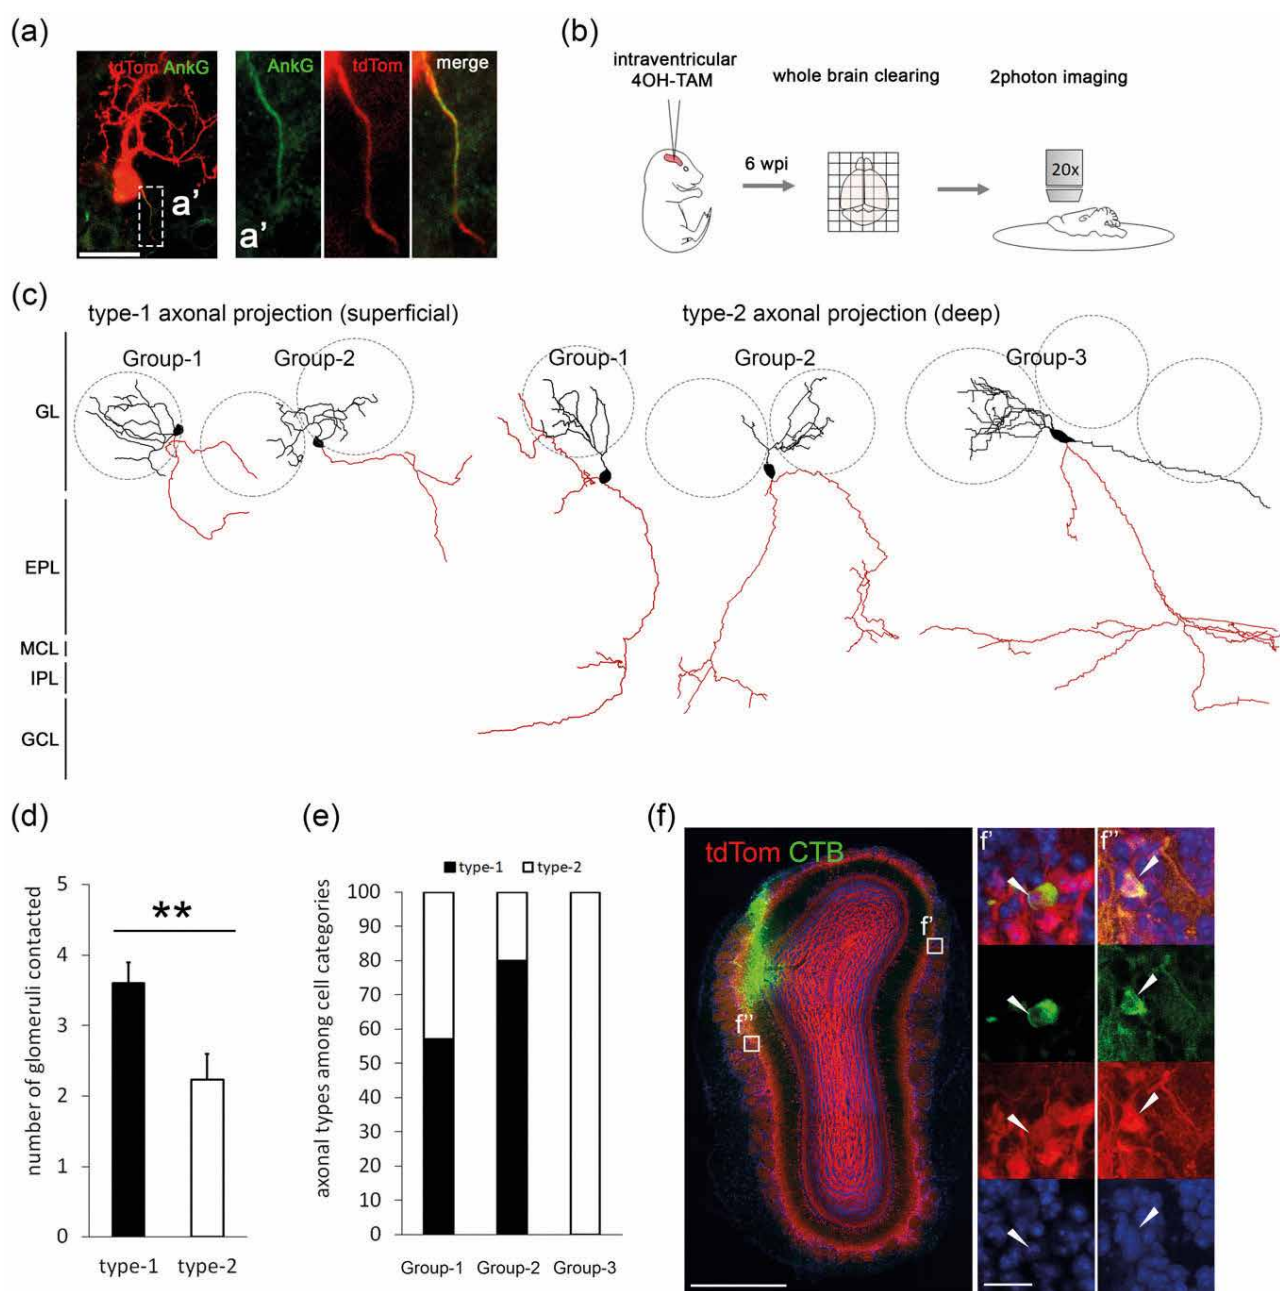 (a)
tdTom AnkG
a'
AnkG
a'
tdTom
merge
(b)
intraventricular
4OH-TAM
whole brain clearing
2photon imaging
6 wpi
20x
(c)
type-1 axonal projection (superficial)
type-2 axonal projection (deep)
Group-1
Group-2
Group-1
Group-2
Group-3
GL
EPL
MCL
IPL
GCL
(d)
number of glomeruli contacted
5
4
3
2
1
0
**
type-1
type-2
(e)
type-1
type-2
axonal types among cell categories
100
90
80
70
60
50
40
30
20
10
0
Group-1
Group-2
Group-3
(f)
tdTom CTB
f'
f''
f'
f''